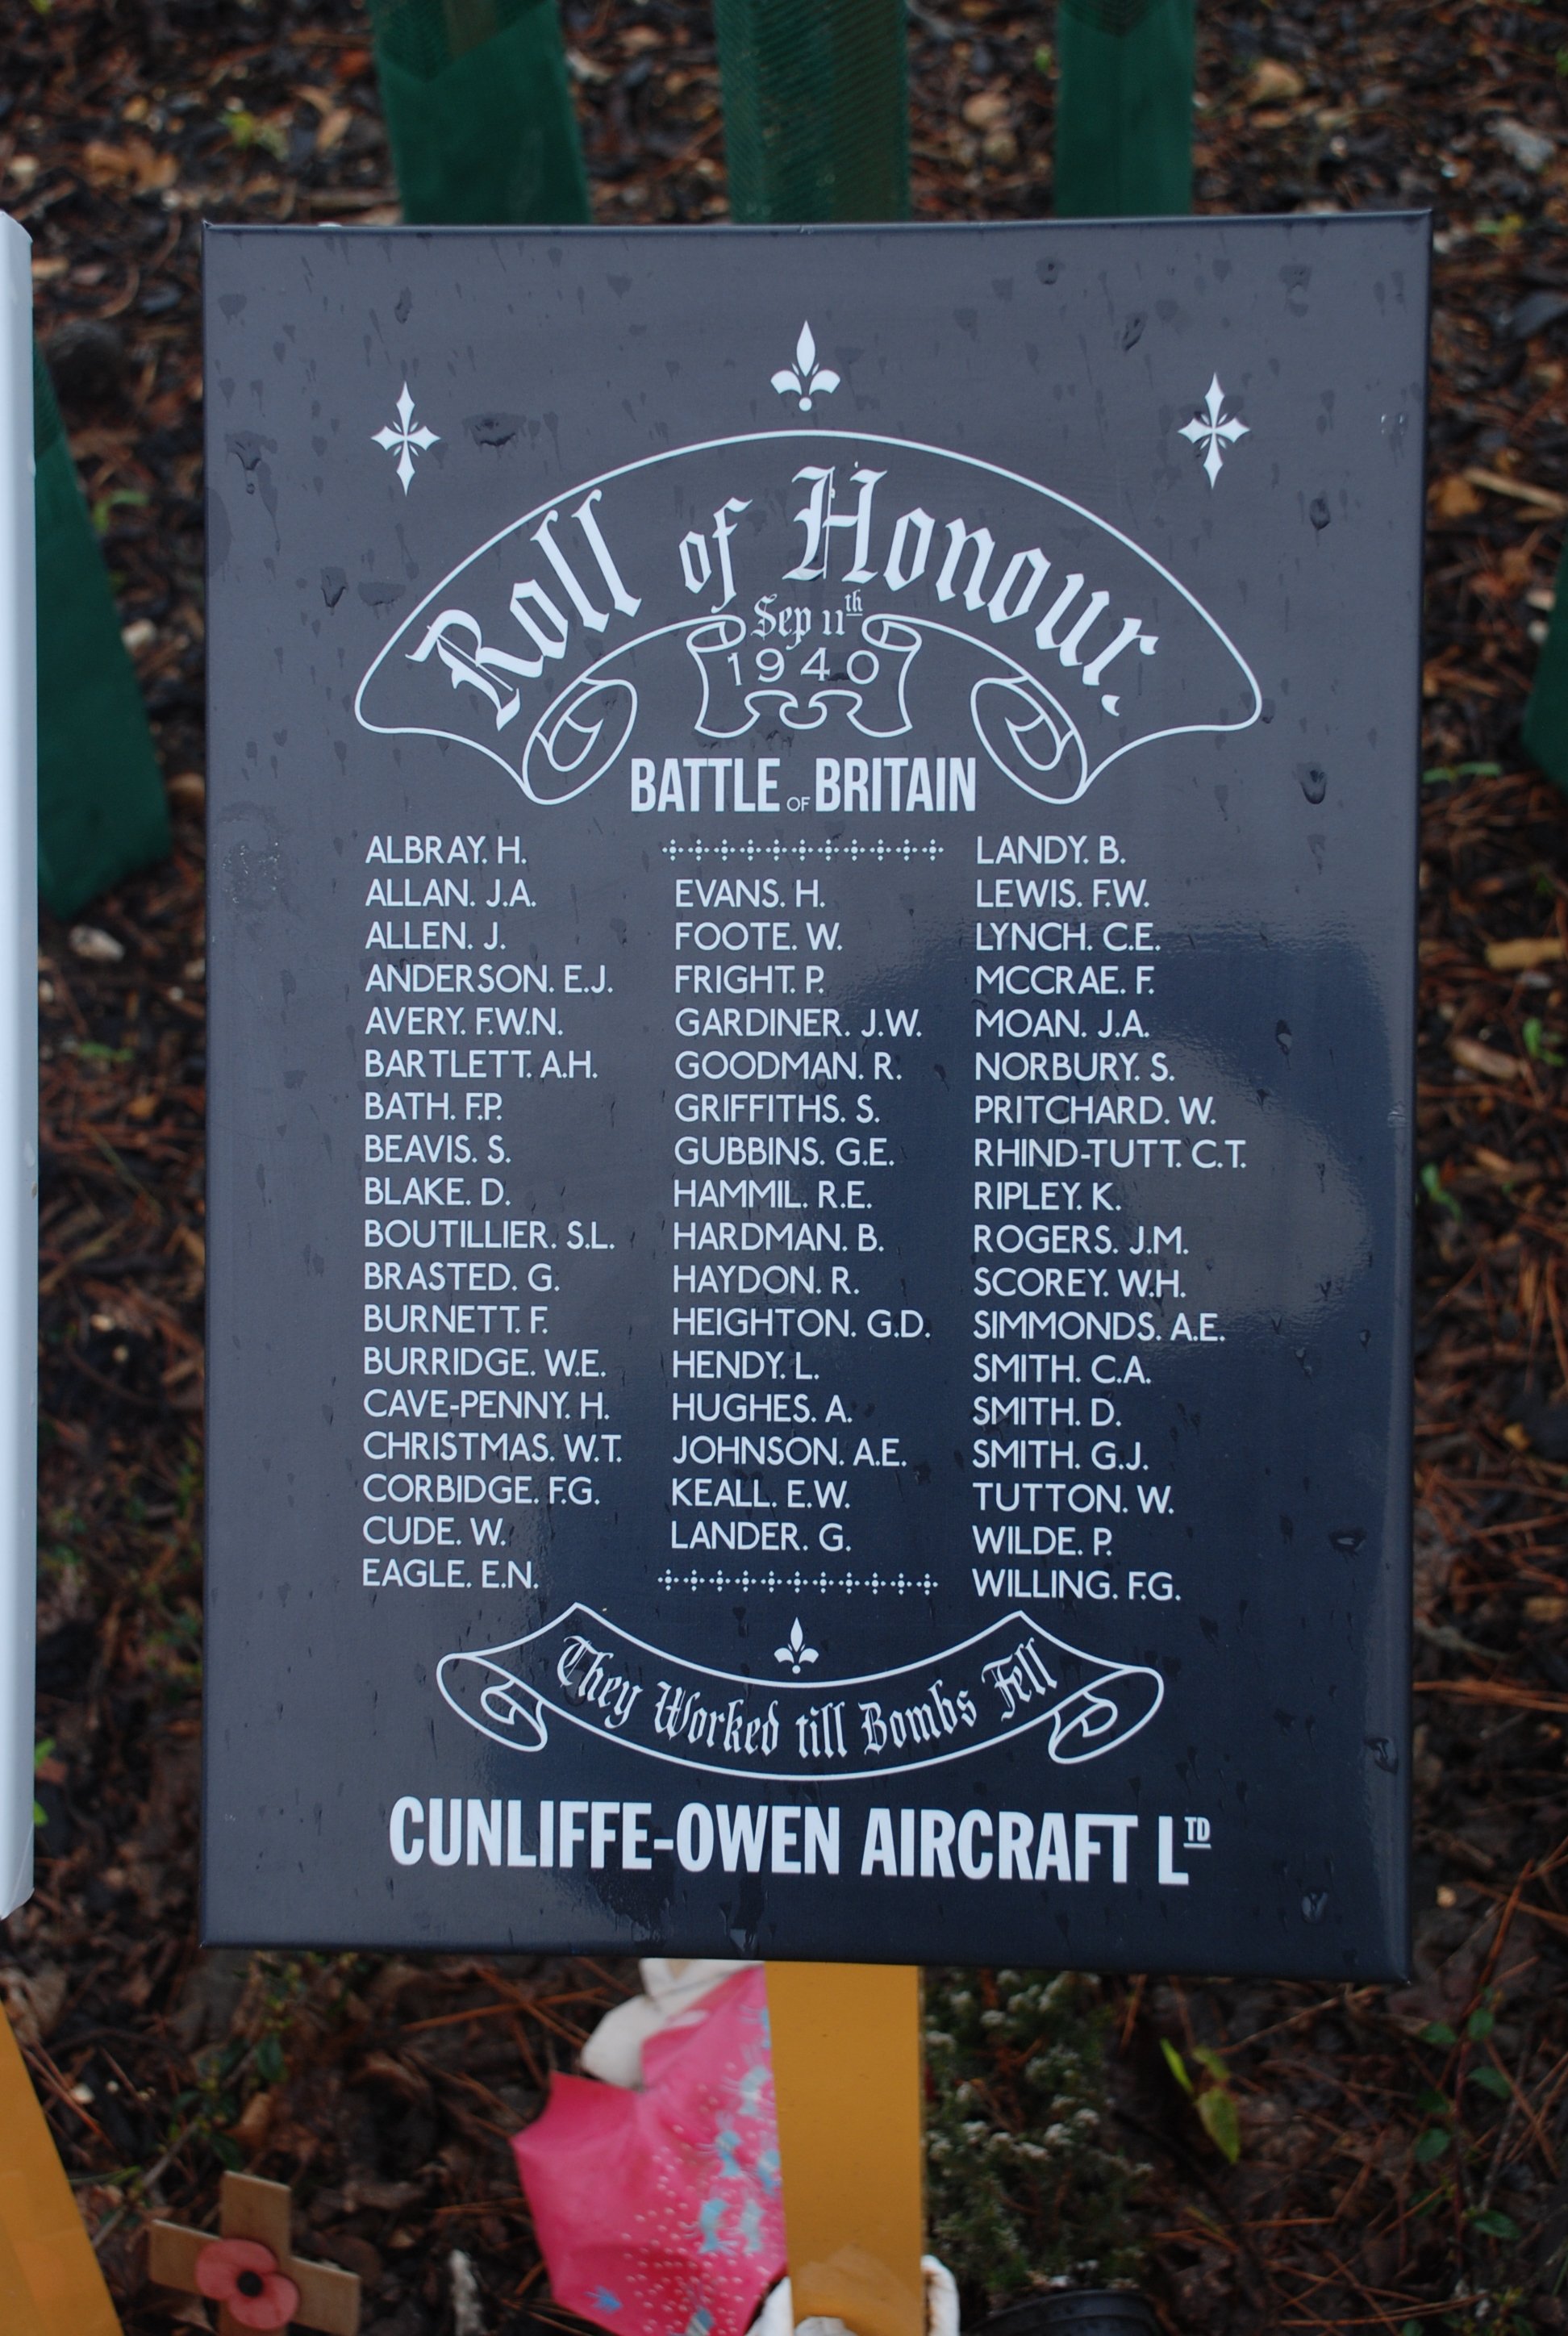 Roll of Honour.
Sep 11th
1940
BATTLE OF BRITAIN
ALBRAY. H.
ALLAN. J.A.
ALLEN. J.
ANDERSON. E.J.
AVERY. F.W.N.
BARTLETT. A.H.
BATH. F.P.
BEAVIS. S.
BLAKE. D.
BOUTILLIER. S.L.
BRASTED. G.
BURNETT. F.
BURRIDGE. W.E.
CAVE-PENNY. H.
CHRISTMAS. W.T.
CORBIDGE. F.G.
CUDE. W.
EAGLE. E.N.
EVANS. H.
FOOTE. W.
FRIGHT. P.
GARDINER. J.W.
GOODMAN. R.
GRIFFITHS. S.
GUBBINS. G.E.
HAMMIL. R.E.
HARDMAN. B.
HAYDON. R.
HEIGHTON. G.D.
HENDY. L.
HUGHES. A.
JOHNSON. A.E.
KEALL. E.W.
LANDER. G.
LANDY. B.
LEWIS. F.W.
LYNCH. C.E.
MCCRAE. F.
MOAN. J.A.
NORBURY. S.
PRITCHARD. W.
RHIND-TUTT. C.T.
RIPLEY. K.
ROGERS. J.M.
SCOREY. W.H.
SIMMONDS. A.E.
SMITH. C.A.
SMITH. D.
SMITH. G.J.
TUTTON. W.
WILDE. P.
WILLING. F.G.
They Worked till Bombs Fell
CUNLIFFE-OWEN AIRCRAFT LTD